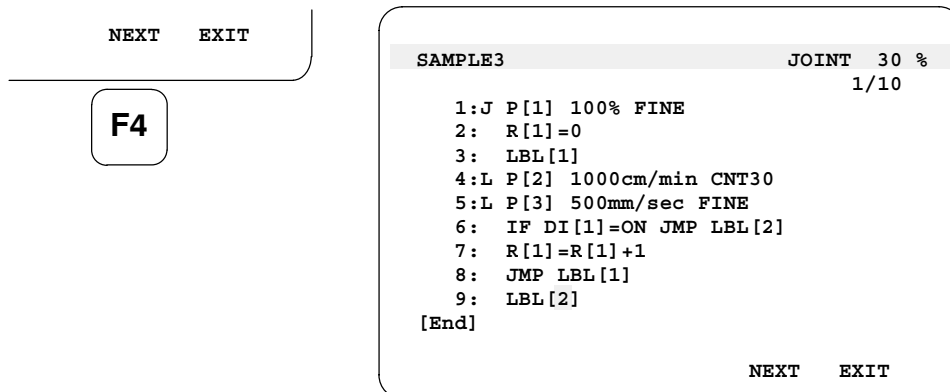 NEXT EXIT
F4
SAMPLE3 JOINT 30 %
1/10
1:J P[1] 100% FINE
2: R[1]=0
3: LBL[1]
4:L P[2] 1000cm/min CNT30
5:L P[3] 500mm/sec FINE
6: IF DI[1]=ON JMP LBL[2]
7: R[1]=R[1]+1
8: JMP LBL[1]
9: LBL[2]
[End]
NEXT EXIT